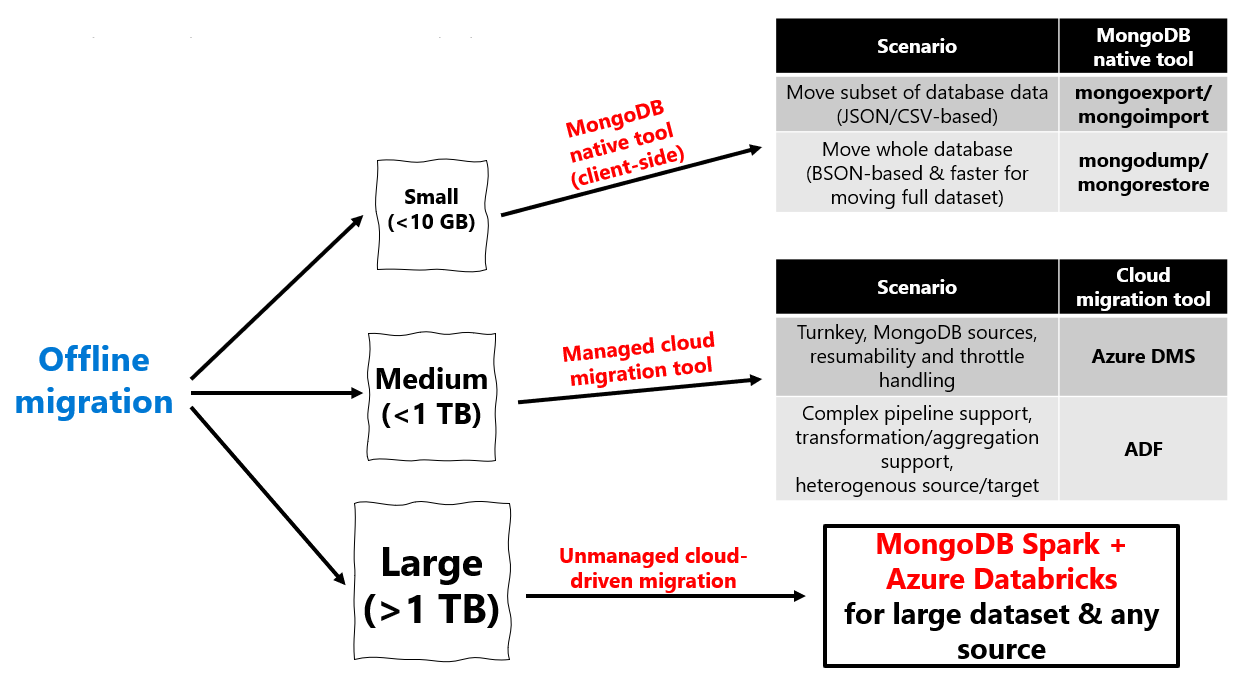 Offline
migration
Small
(<10 GB)
MongoDB
native tool
(client-side)
Scenario
MongoDB
native tool
Move subset of database data
(JSON/CSV-based)
mongoexport/
mongoimport
Move whole database
(BSON-based & faster for
moving full dataset)
mongodump/
mongorestore
Medium
(<1 TB)
Managed cloud
migration tool
Scenario
Cloud
migration tool
Turnkey, MongoDB sources,
resumability and throttle
handling
Azure DMS
Complex pipeline support,
transformation/aggregation
support,
heterogenous source/target
ADF
Large
(>1 TB)
Unmanaged cloud-
driven migration
MongoDB Spark +
Azure Databricks
for large dataset & any
source